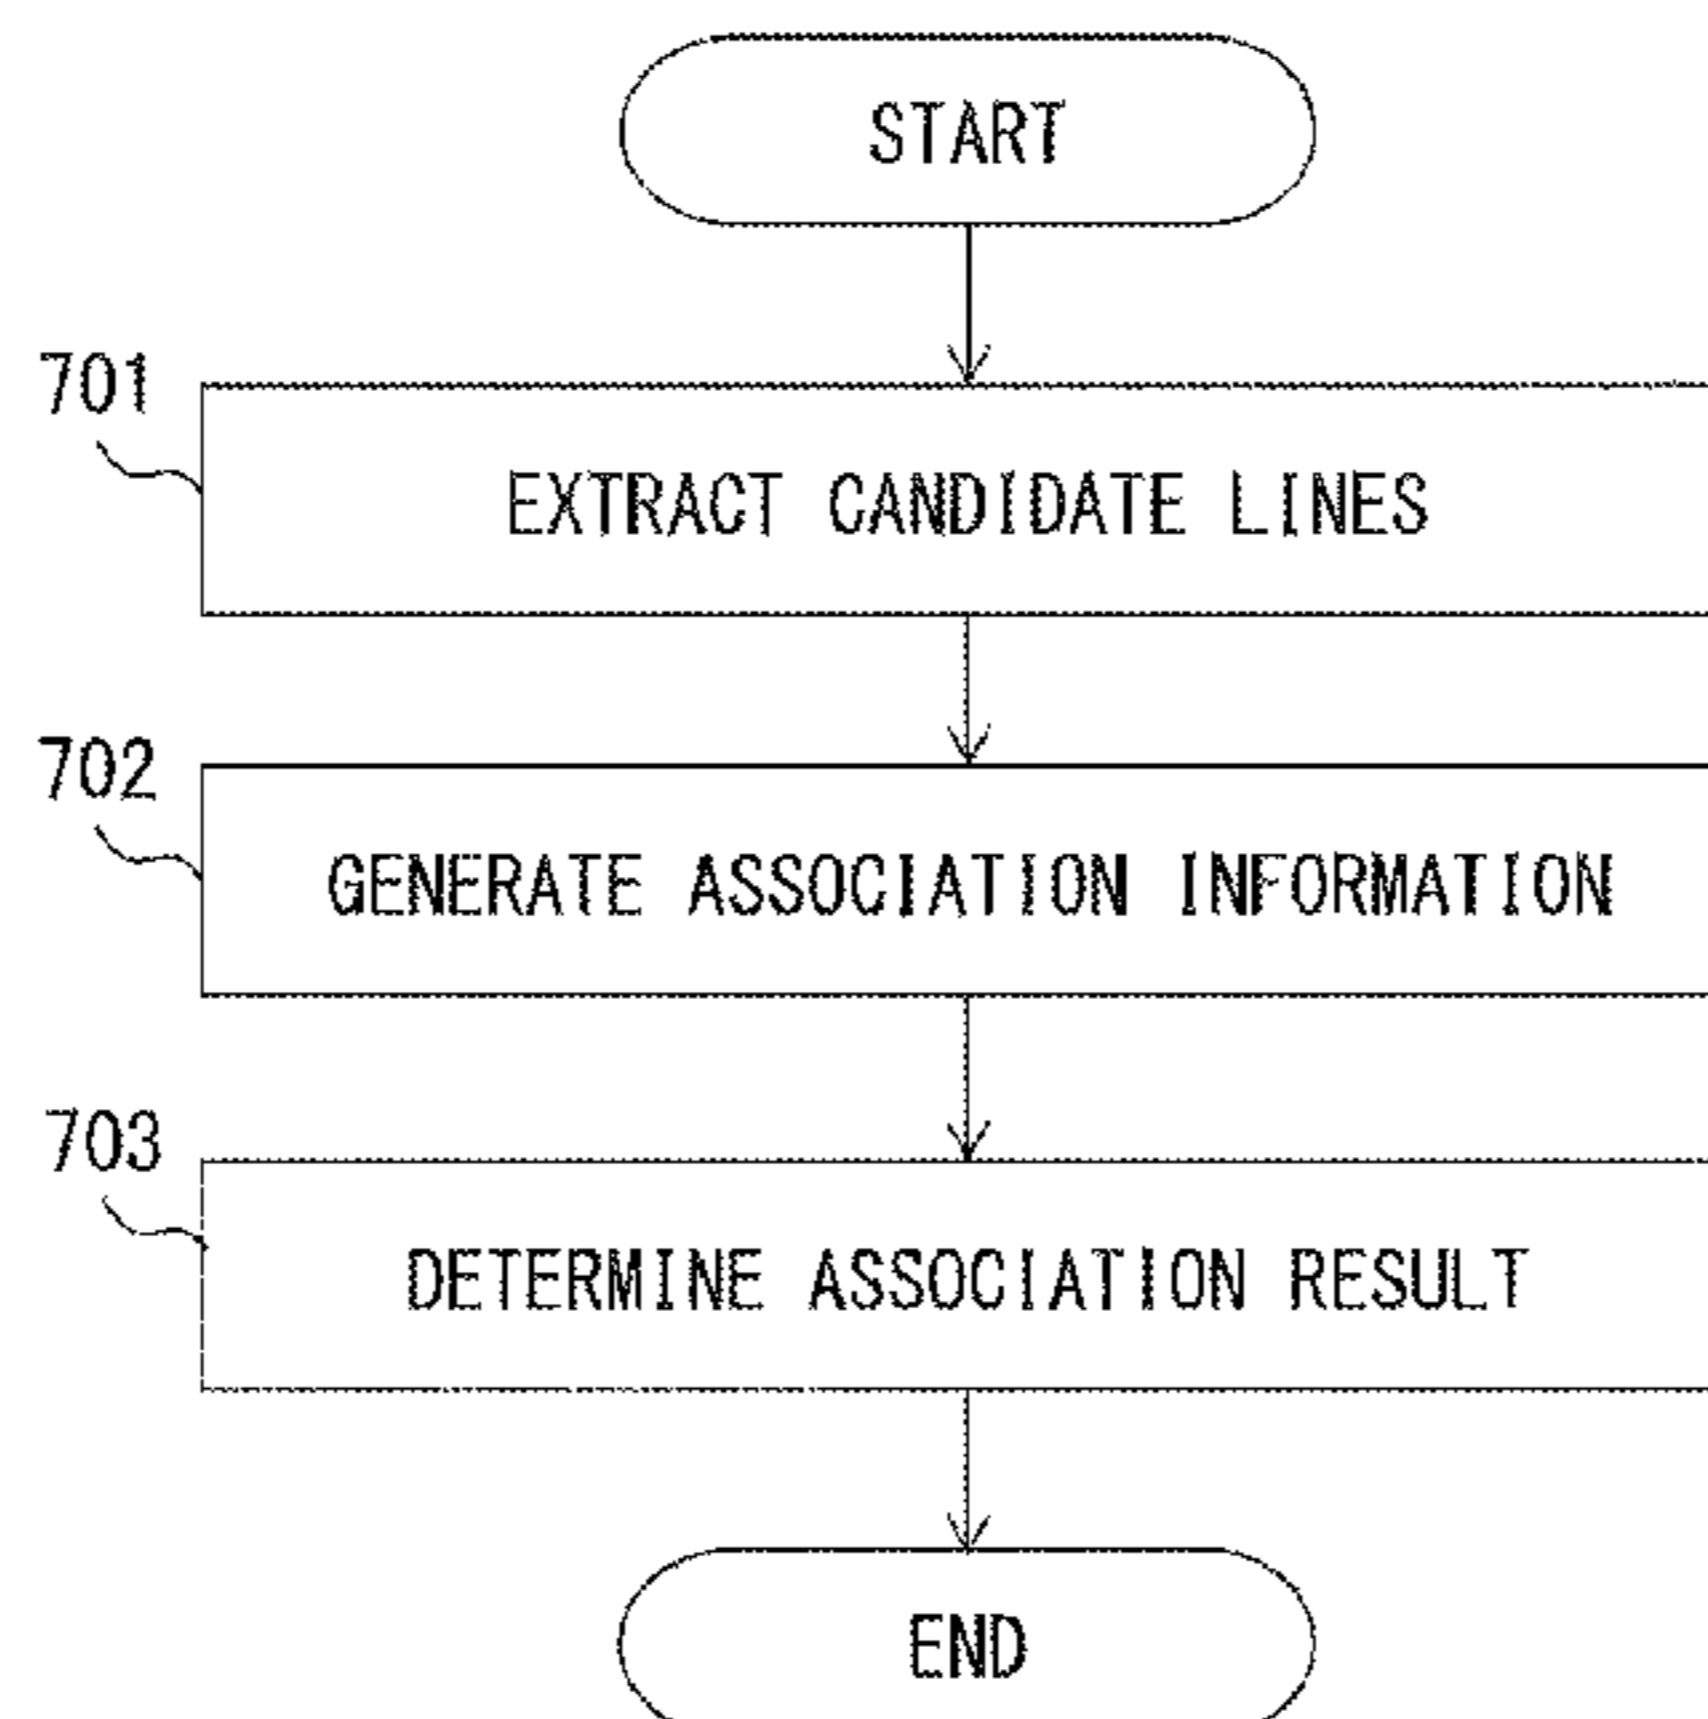 START
701
EXTRACT CANDIDATE LINES
702
GENERATE ASSOCIATION INFORMATION
703
DETERMINE ASSOCIATION RESULT
END